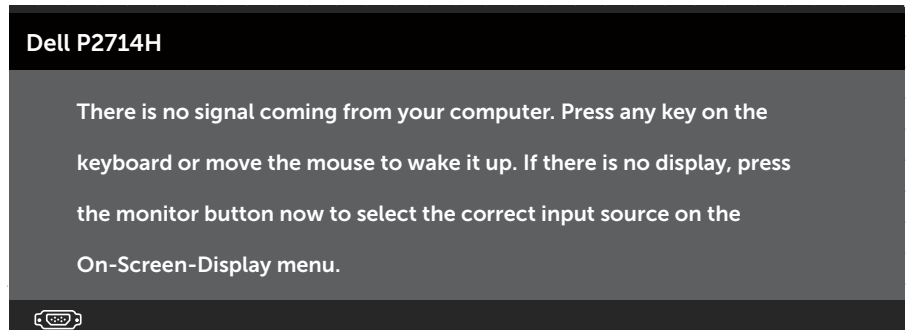 Dell P2714H
There is no signal coming from your computer. Press any key on the
keyboard or move the mouse to wake it up. If there is no display, press
the monitor button now to select the correct input source on the
On-Screen-Display menu.